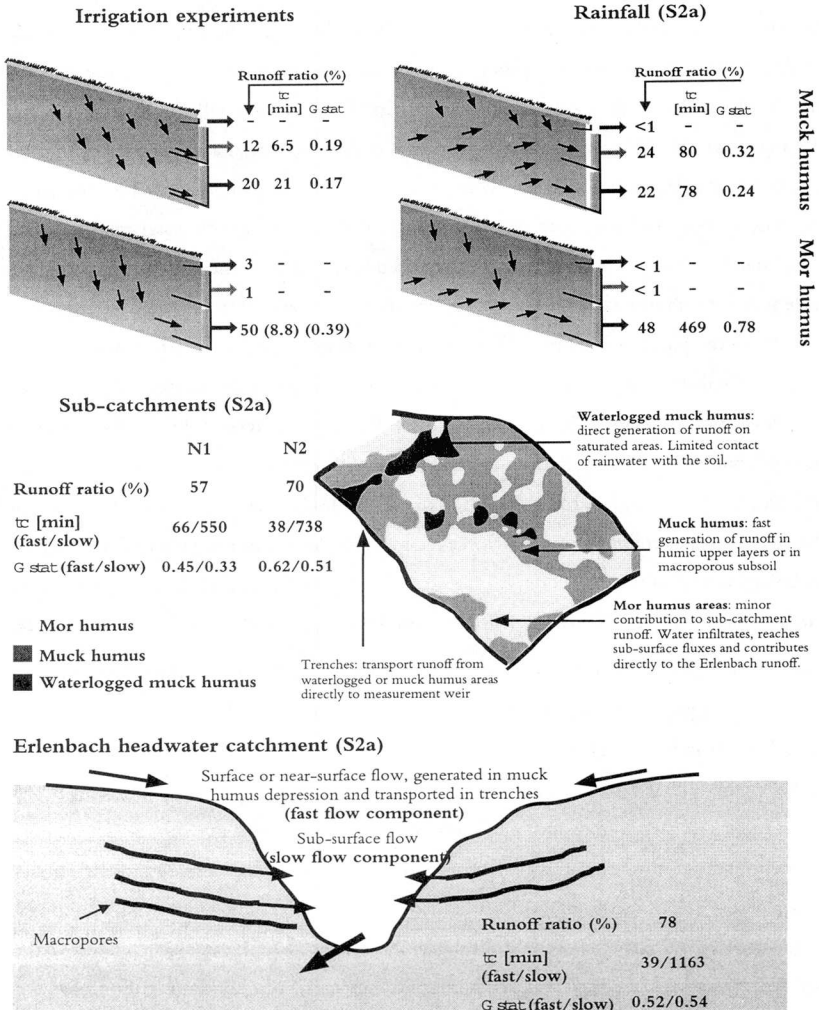 Irrigation experiments
Runoff ratio (%)
tc
[min] G stat
- - -
12 6.5 0.19
20 21 0.17
3 - -
1 - -
50 (8.8) (0.39)
Rainfall (S2a)
Runoff ratio (%)
tc
[min] G stat
<1 - -
24 80 0.32
22 78 0.24
< 1 - -
< 1 - -
48 469 0.78
Muck humus
Mor humus
Sub-catchments (S2a)
N1 N2
Runoff ratio (%) 57 70
tc [min] 66/550 38/738
(fast/slow)
G stat (fast/slow) 0.45/0.33 0.62/0.51
Mor humus
Muck humus
Waterlogged muck humus
Waterlogged muck humus:
direct generation of runoff on
saturated areas. Limited contact
of rainwater with the soil.
Muck humus: fast
generation of runoff in
humic upper layers or in
macroporous subsoil
Mor humus areas: minor
contribution to sub-catchment
runoff. Water infiltrates, reaches
sub-surface fluxes and contributes
directly to the Erlenbach runoff.
Trenches: transport runoff from
waterlogged or muck humus areas
directly to measurement weir
Erlenbach headwater catchment (S2a)
Surface or near-surface flow, generated in muck
humus depression and transported in trenches
(fast flow component)
Sub-surface flow
(slow flow component)
Macropores
Runoff ratio (%) 78
tc [min] 39/1163
(fast/slow)
G stat (fast/slow) 0.52/0.54